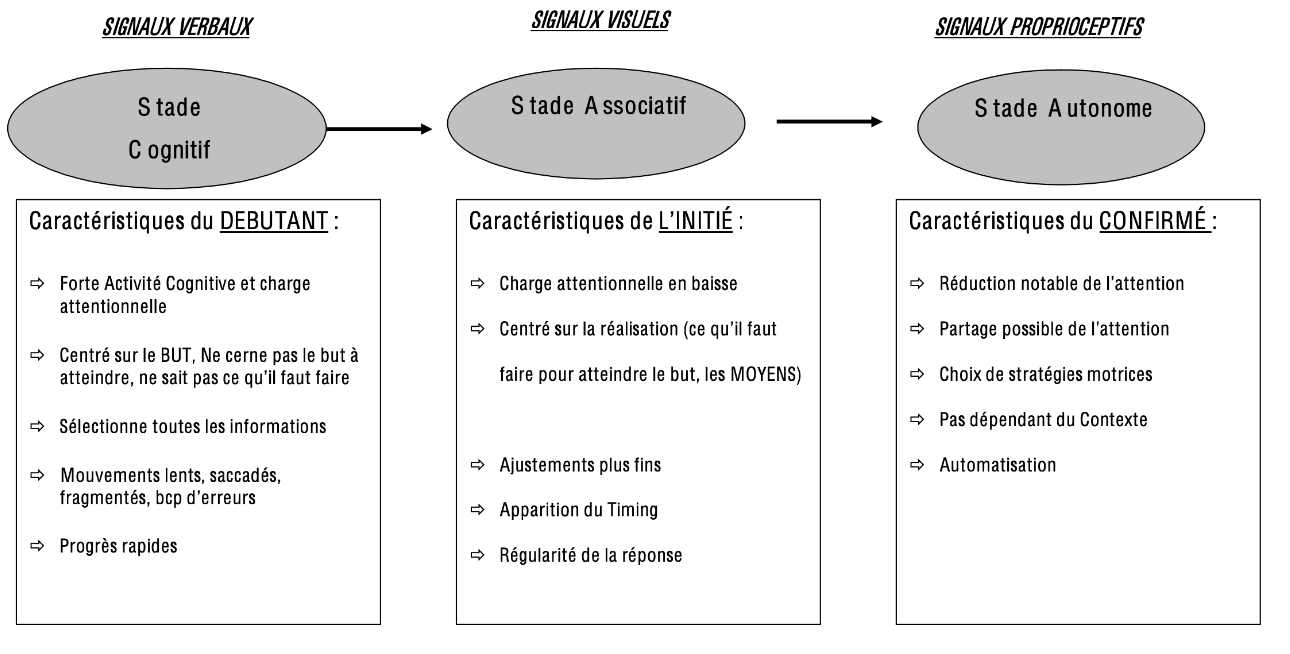 SIGNAUX VERBAUX
SIGNAUX VISUELS
SIGNAUX PROPRIOCEPTIFS
S tade
C ognitif
S tade A ssociatif
S tade A utonome
Caractéristiques du DEBUTANT :
⇨ Forte Activité Cognitive et charge
attentionnelle
⇨ Centré sur le BUT, Ne cerne pas le but à
atteindre, ne sait pas ce qu'il faut faire
⇨ Sélectionne toutes les informations
⇨ Mouvements lents, saccadés,
fragmentés, bcp d'erreurs
⇨ Progrès rapides
Caractéristiques de L'INITIÉ :
⇨ Charge attentionnelle en baisse
⇨ Centré sur la réalisation (ce qu'il faut
faire pour atteindre le but, les MOYENS)
⇨ Ajustements plus fins
⇨ Apparition du Timing
⇨ Régularité de la réponse
Caractéristiques du CONFIRMÉ :
⇨ Réduction notable de l'attention
⇨ Partage possible de l'attention
⇨ Choix de stratégies motrices
⇨ Pas dépendant du Contexte
⇨ Automatisation